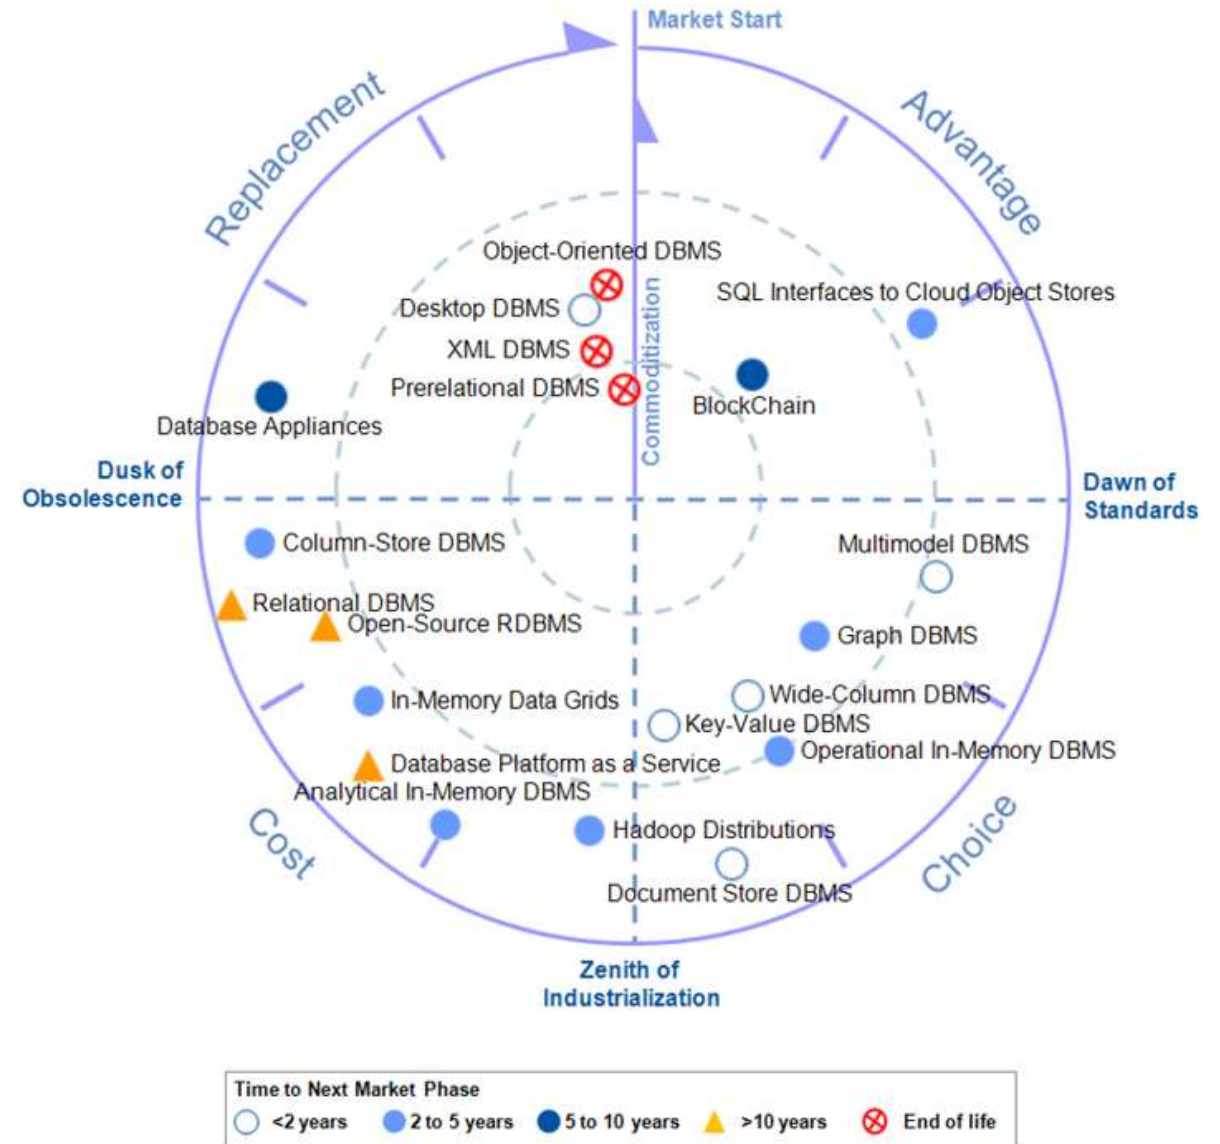 Market Start
Replacement
Advantage
Object-Oriented DBMS
SQL Interfaces to Cloud Object Stores
Desktop DBMS
XML DBMS
Prerelational DBMS
Commoditization
BlockChain
Database Appliances
Dusk of
Obsolescence
Dawn of
Standards
Column-Store DBMS
Multimodel DBMS
Relational DBMS
Open-Source RDBMS
Graph DBMS
In-Memory Data Grids
Wide-Column DBMS
Key-Value DBMS
Operational In-Memory DBMS
Database Platform as a Service
Analytical In-Memory DBMS
Hadoop Distributions
Document Store DBMS
Cost
Choice
Zenith of
Industrialization
Time to Next Market Phase
<2 years 2 to 5 years 5 to 10 years >10 years End of life